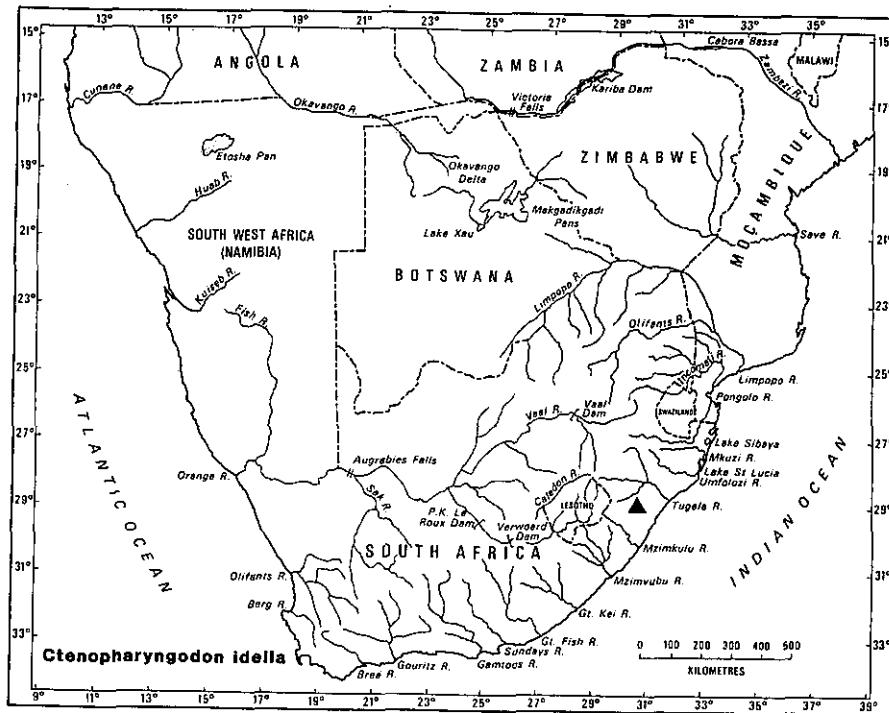 15° 11° 13° 15° 17° 19° 21° 23° 25° 27° 29° 31° 33° 35° 37° 15°
ANGOLA
ZAMBIA
Cabora Bassa
MALAWI
Zambezi R.
Cunene R.
Okavango R.
Victoria
Falls
Kariba Dam
17°
17°
Etosha Pan
ZIMBABWE
MOÇAMBIQUE
19°
19°
Okavango
Delta
Huab R.
Makgadikgadi
Pans
Lake Xau
21°
Save R.
21°
SOUTH WEST AFRICA
(NAMIBIA)
BOTSWANA
Kuiseb R.
Fish R.
Limpopo R.
23°
23°
Olifants R.
Incomati R.
Limpopo R.
25°
25°
Pongolo R.
SWAZILAND
Vaal R.
Vaal
Dam
ATLANTIC OCEAN
27°
Lake Sibaya
27°
Mkuzi R.
Lake St Lucia
Umfolozi R.
Orange R.
Augrabies Falls
Caledon R.
Sak R.
LESOTHO
Tugela R.
29°
29°
P.K. Le
Roux Dam
Verwoerd
Dam
INDIAN OCEAN
SOUTH AFRICA
Mzimkulu R.
31°
Olifants R.
Mzimvubu R.
31°
Berg R.
Gt. Kei R.
Gt. Fish R.
33°
Sundays R.
0 100 200 300 400 500
KILOMETRES
33°
Ctenopharyngodon idella
Bree R.
Gouritz R.
Gamtoos R.
9° 11° 13° 15° 17° 19° 21° 23° 25° 27° 29° 31° 33° 35° 37°